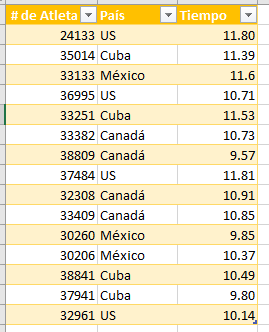 # de Atleta País Tiempo
24133 US 11.80
35014 Cuba 11.39
33133 México 11.6
36995 US 10.71
33251 Cuba 11.53
33382 Canadá 10.73
38809 Canadá 9.57
37484 US 11.81
32308 Canadá 10.91
33409 Canadá 10.85
30260 México 9.85
30206 México 10.37
38841 Cuba 10.49
37941 Cuba 9.80
32961 US 10.14